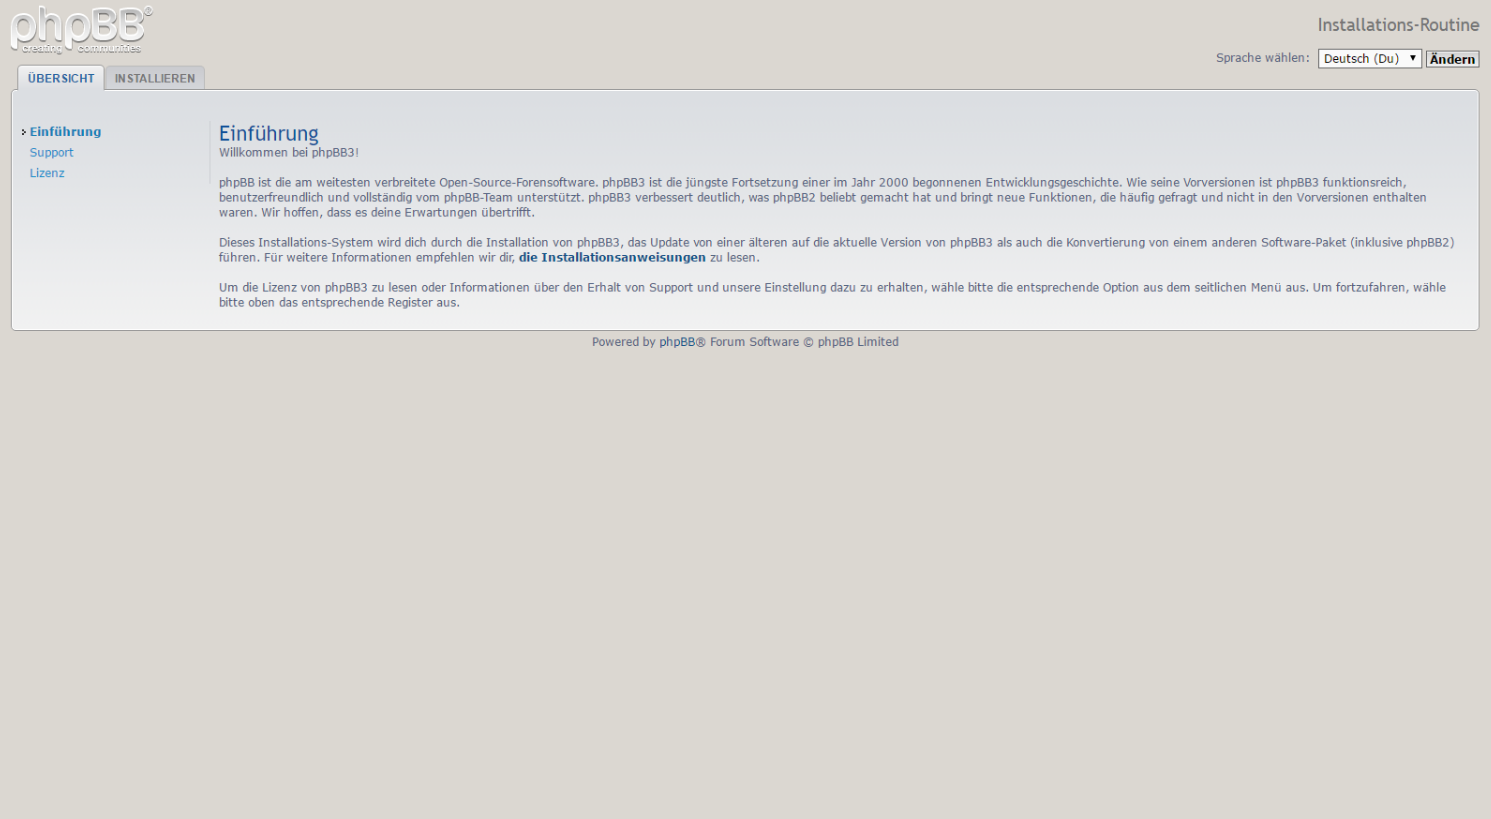 phpBB®
creating communities
Installations-Routine
Sprache wählen: Deutsch (Du) Ändern
ÜBERSICHT INSTALLIEREN
Einführung
Support
Lizenz
Einführung
Willkommen bei phpBB3!
phpBB ist die am weitesten verbreitete Open-Source-Forensoftware. phpBB3 ist die jüngste Fortsetzung einer im Jahr 2000 begonnenen Entwicklungsgeschichte. Wie seine Vorversionen ist phpBB3 funktionsreich,
benutzerfreundlich und vollständig vom phpBB-Team unterstützt. phpBB3 verbessert deutlich, was phpBB2 beliebt gemacht hat und bringt neue Funktionen, die häufig gefragt und nicht in den Vorversionen enthalten
waren. Wir hoffen, dass es deine Erwartungen übertrifft.
Dieses Installations-System wird dich durch die Installation von phpBB3, das Update von einer älteren auf die aktuelle Version von phpBB3 als auch die Konvertierung von einem anderen Software-Paket (inklusive phpBB2)
führen. Für weitere Informationen empfehlen wir dir, die Installationsanweisungen zu lesen.
Um die Lizenz von phpBB3 zu lesen oder Informationen über den Erhalt von Support und unsere Einstellung dazu zu erhalten, wähle bitte die entsprechende Option aus dem seitlichen Menü aus. Um fortzufahren, wähle
bitte oben das entsprechende Register aus.
Powered by phpBB® Forum Software © phpBB Limited